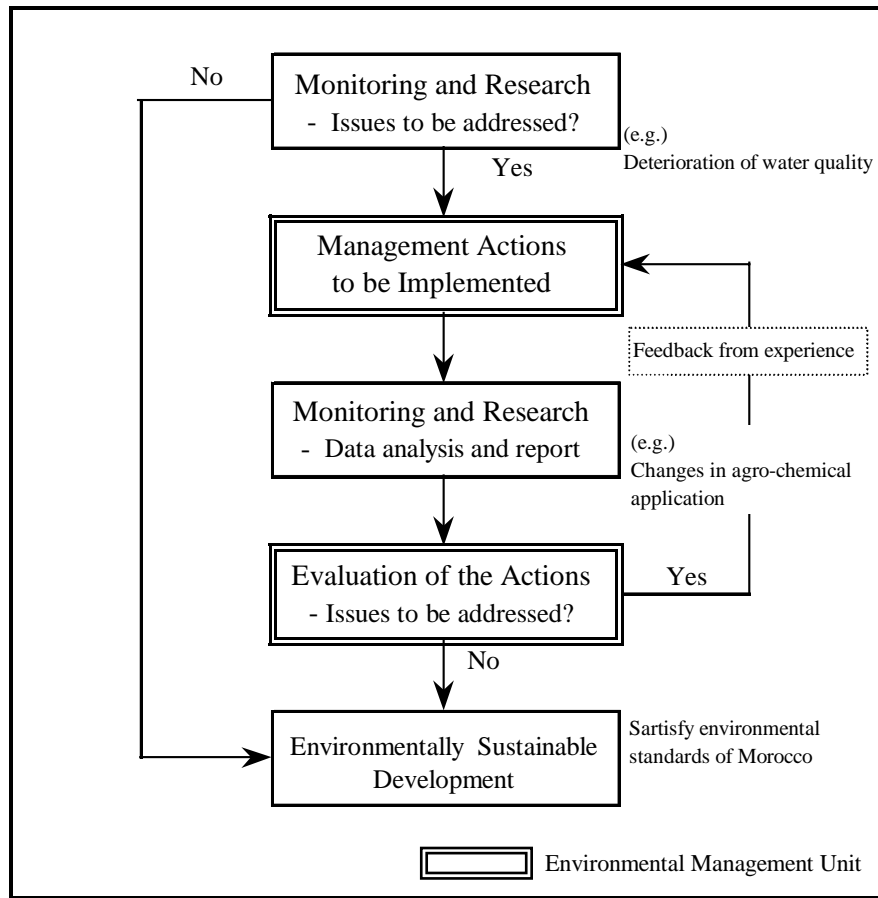 No
Monitoring and Research
- Issues to be addressed?
(e.g.)
Deterioration of water quality
Yes
Management Actions
to be Implemented
Feedback from experience
Monitoring and Research
- Data analysis and report
(e.g.)
Changes in agro-chemical
application
Evaluation of the Actions
- Issues to be addressed?
Yes
No
Environmentally Sustainable
Development
Sartisfy environmental
standards of Morocco
Environmental Management Unit